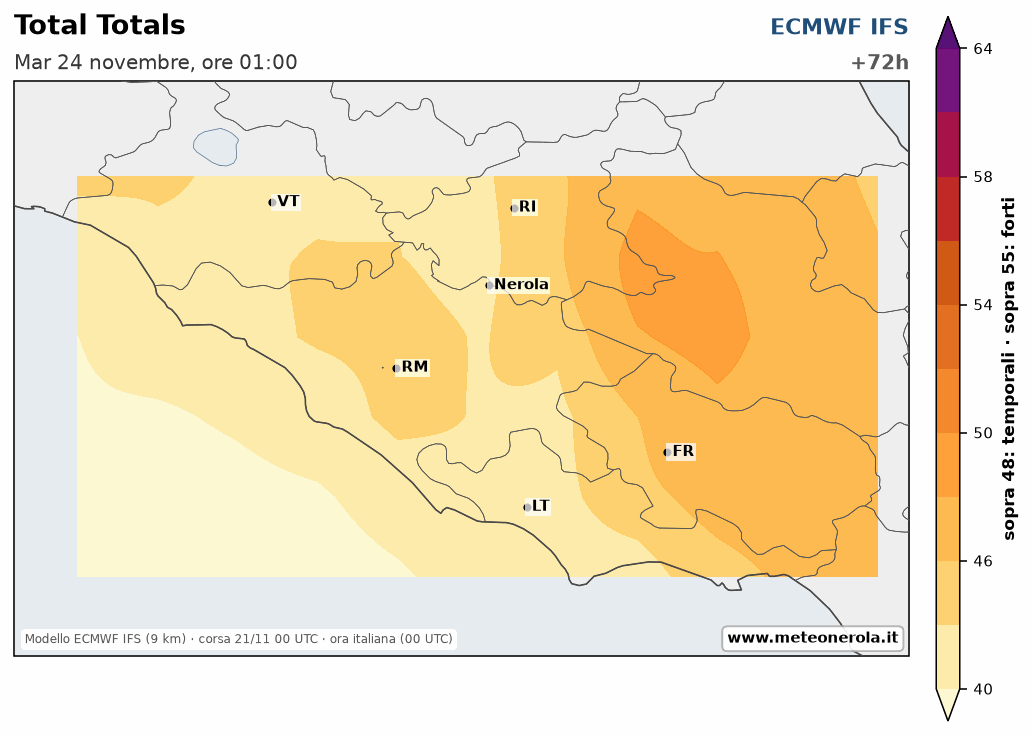 Total Totals
ECMWF IFS
Mar 24 novembre, ore 01:00
+72h
VT
RI
Nerola
RM
FR
LT
Modello ECMWF IFS (9 km) · corsa 21/11 00 UTC · ora italiana (00 UTC)
www.meteonerola.it
64
58
54
50
46
40
sopra 48: temporali · sopra 55: forti